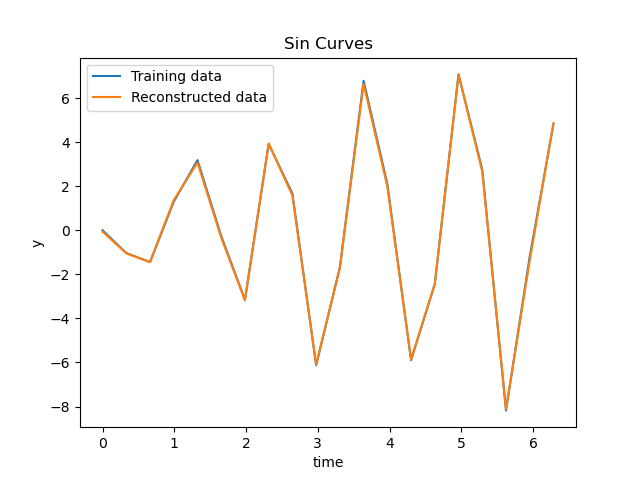 Sin Curves
Training data
Reconstructed data
6
4
2
0
−2
−4
−6
−8
y
0 1 2 3 4 5 6
time